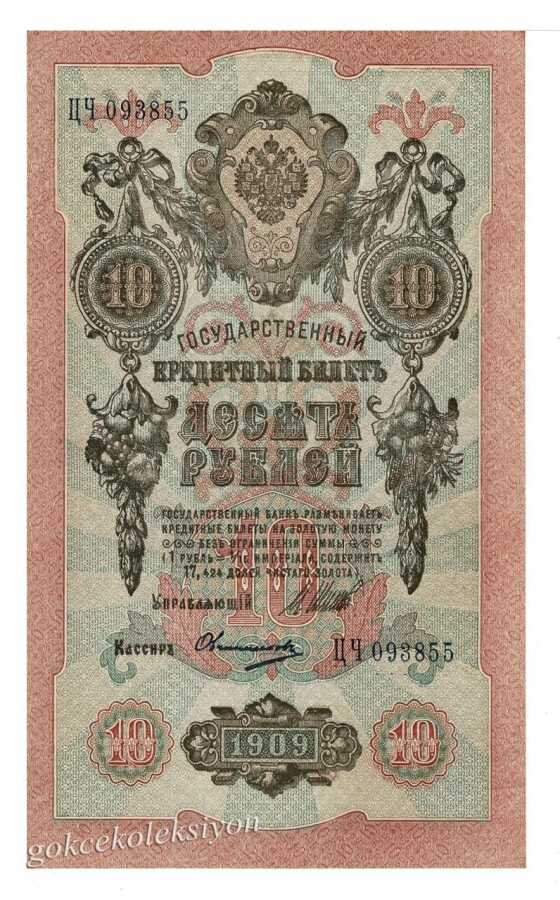 ЦЧ 093855
10 10
ГОСУДАРСТВЕННЫЙ
КРЕДИТНЫЙ БИЛЕТЪ
ДЕСЯТЬ
РУБЛЕЙ
ГОСУДАРСТВЕННЫЙ БАНКЪ РАЗМѢНИВАЕТЪ
КРЕДИТНЫЕ БИЛЕТЫ НА ЗОЛОТУЮ МОНЕТУ
БЕЗЪ ОГРАНИЧЕНІЯ СУММЫ
(1 РУБЛЬ = 1/15 ИМПЕРІАЛА, СОДЕРЖИТЪ
17,424 ДОЛЕЙ ЧИСТАГО ЗОЛОТА)
10
УПРАВЛЯЮЩІЙ
Кассиръ
ЦЧ 093855
10 1909 10
gokcekoleksiyon